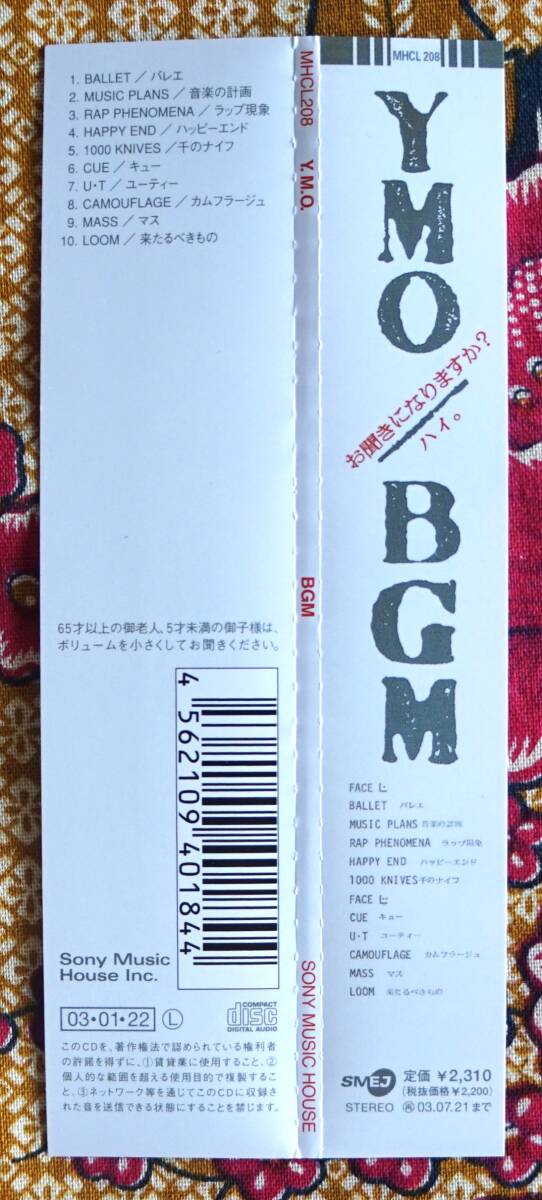 1. BALLET／バレエ
2. MUSIC PLANS／音楽の計画
3. RAP PHENOMENA／ラップ現象
4. HAPPY END／ハッピーエンド
5. 1000 KNIVES／千のナイフ
6. CUE／キュー
7. U・T／ユーティー
8. CAMOUFLAGE／カムフラージュ
9. MASS／マス
10. LOOM／来たるべきもの
65才以上の御老人、5才未満の御子様は、
ボリュームを小さくしてお聞きください。
4 562109 401844
Sony Music
House Inc.
03・01・22 Ⓛ
COMPACT
disc
DIGITAL AUDIO
このCDを、著作権法で認められている権利者
の許諾を得ずに、①賃貸業に使用すること、②
個人的な範囲を超える使用目的で複製するこ
と、③ネットワーク等を通じてこのCDに収録さ
れた音を送信できる状態にすることを禁じます。
MHCL208 Y.M.O. BGM SONY MUSIC HOUSE
MHCL 208
YMO
お聞きになりますか?
ハイ。
BGM
FACE
BALLET バレエ
MUSIC PLANS 音楽の計画
RAP PHENOMENA ラップ現象
HAPPY END ハッピーエンド
1000 KNIVES 千のナイフ
FACE
CUE キュー
U・T ユーティー
CAMOUFLAGE カムフラージュ
MASS マス
LOOM 来たるべきもの
SMEJ 定価 ¥2,310
(税抜価格¥2,200)
STEREO ㊕03.07.21まで